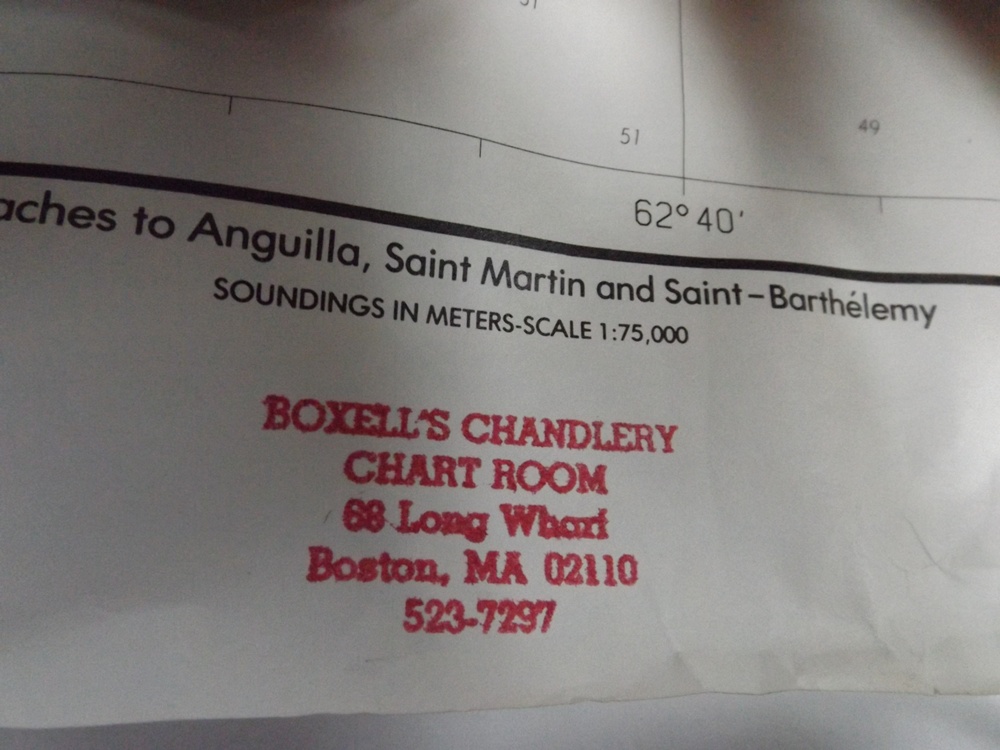 51 49
62° 40'
aches to Anguilla, Saint Martin and Saint-Barthélemy
SOUNDINGS IN METERS-SCALE 1:75,000
BOXELL'S CHANDLERY
CHART ROOM
68 Long Wharf
Boston, MA 02110
523-7297